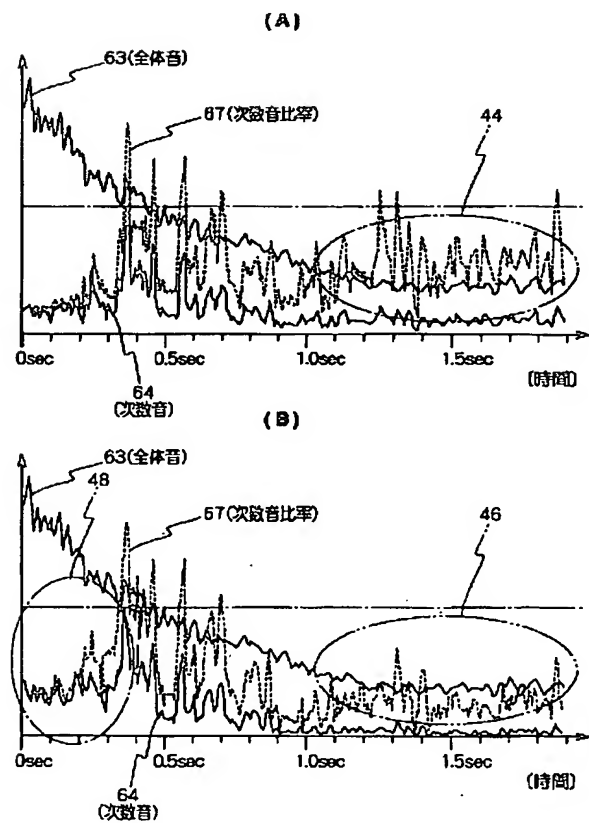 (A)
63(全体音)
67(次数音比率)
44
0sec
0.5sec
1.0sec
1.5sec
64
(次数音)
[時間]
(B)
63(全体音)
48
67(次数音比率)
46
0sec
0.5sec
1.0sec
1.5sec
64
(次数音)
[時間]